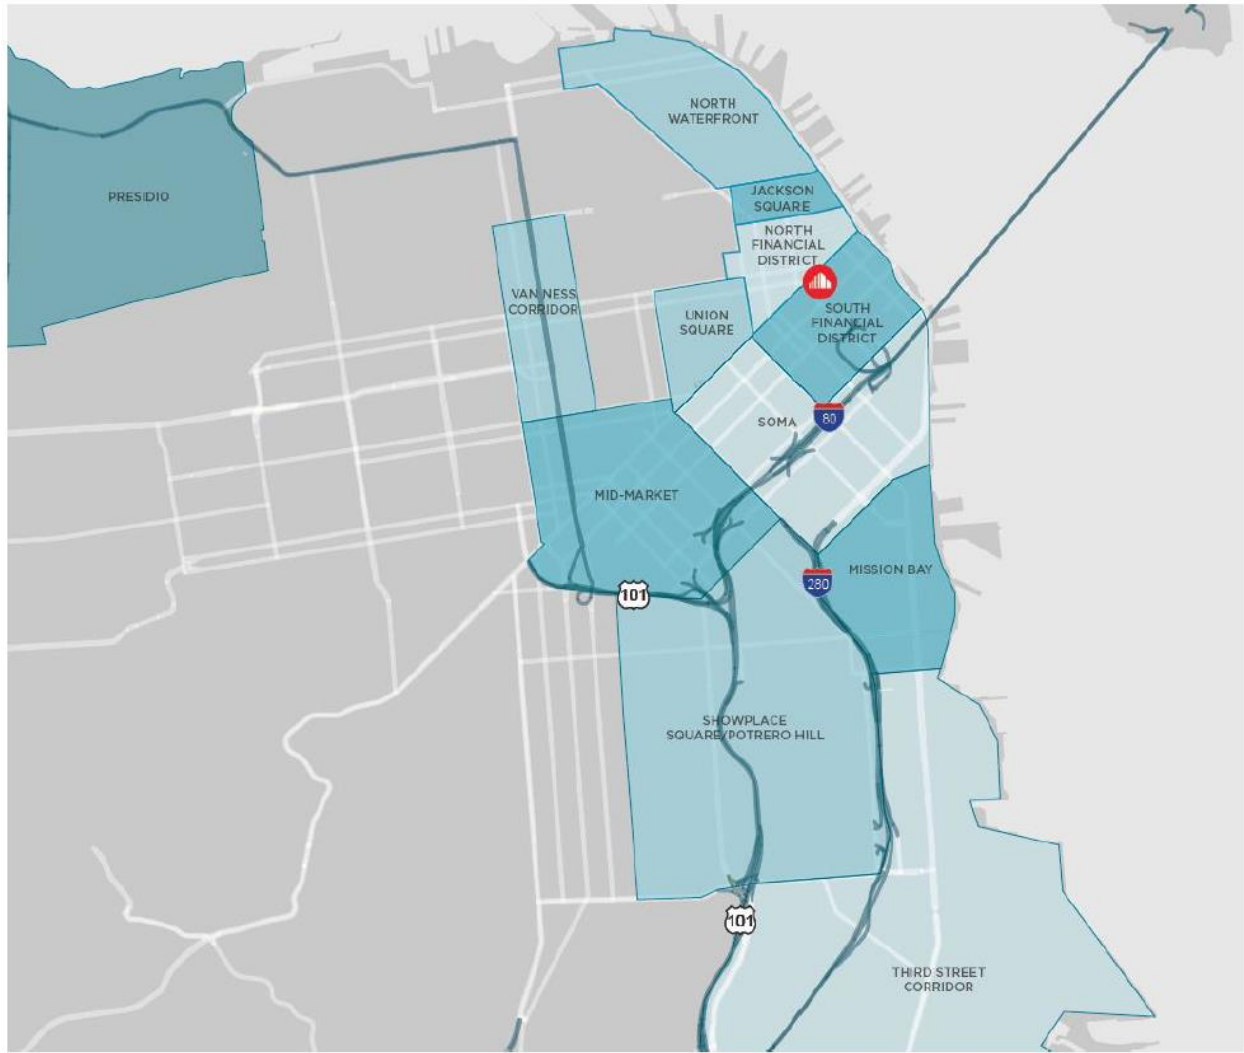 NORTH
WATERFRONT
PRESIDIO
JACKSON
SQUARE
NORTH
FINANCIAL
DISTRICT
VAN NESS
CORRIDOR
UNION
SQUARE
SOUTH
FINANCIAL
DISTRICT
SOMA
80
MID-MARKET
MISSION BAY
280
101
SHOWPLACE
SQUARE/POTRERO HILL
101
THIRD STREET
CORRIDOR